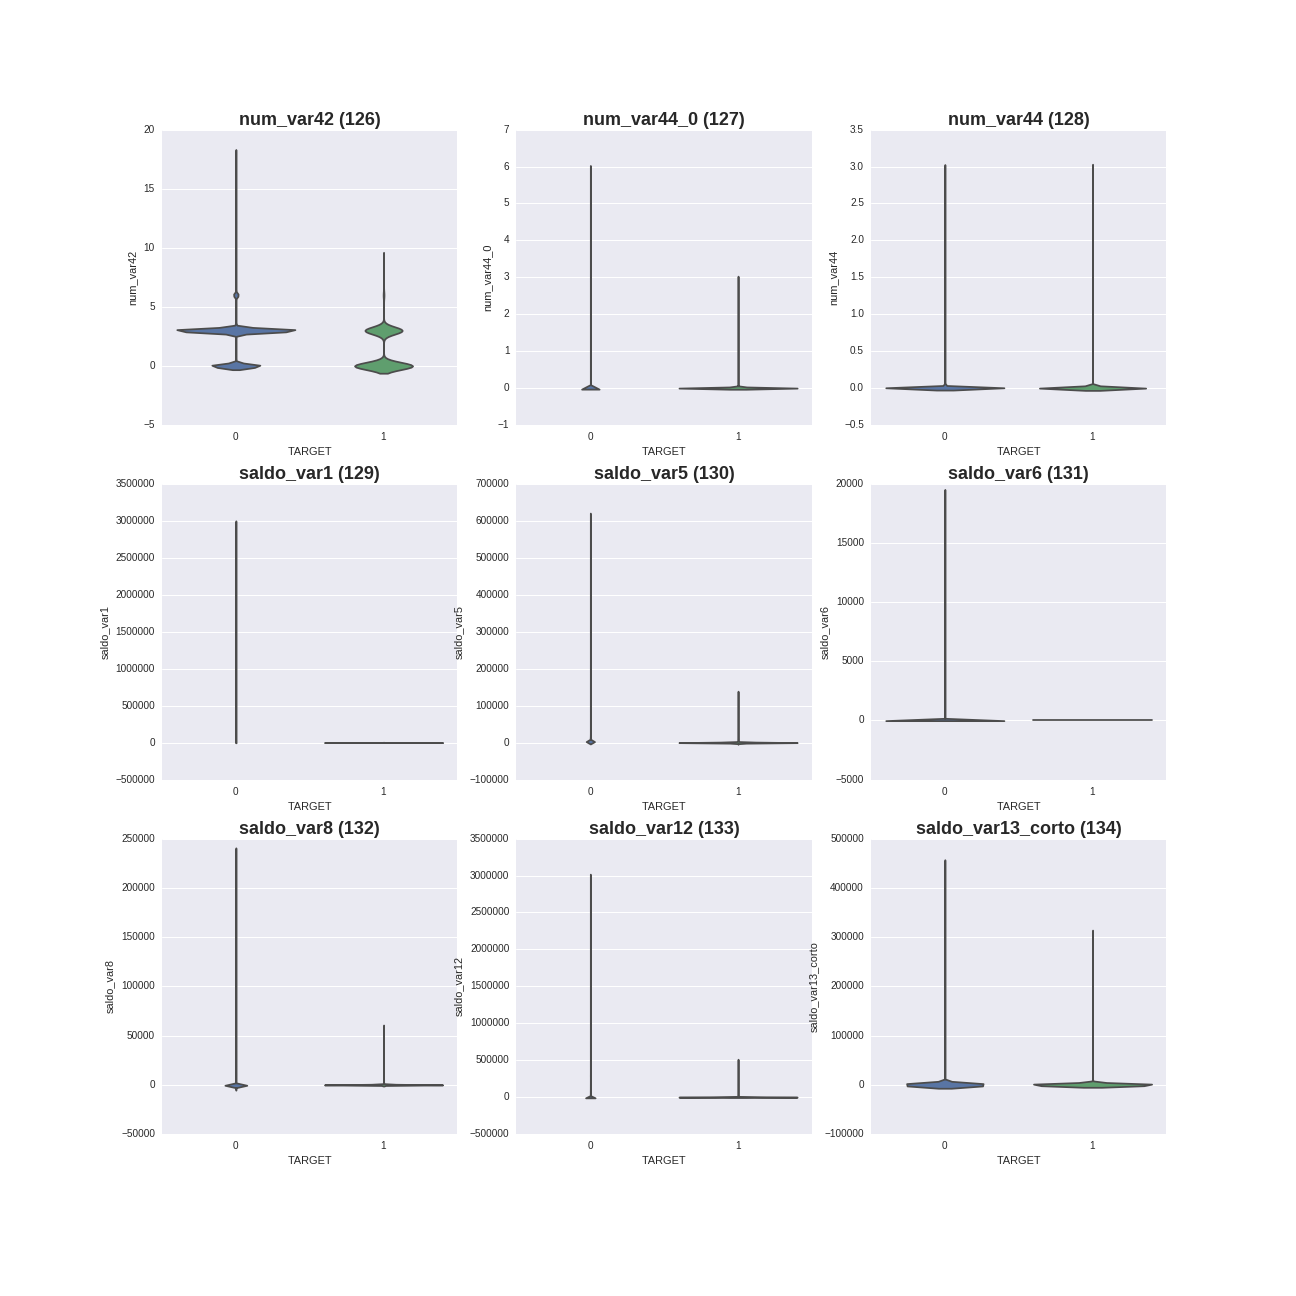 num_var42 (126)
20
15
10
5
0
−5
num_var42
0 1
TARGET
num_var44_0 (127)
7
6
5
4
3
2
1
0
−1
num_var44_0
0 1
TARGET
num_var44 (128)
3.5
3.0
2.5
2.0
1.5
1.0
0.5
0.0
−0.5
num_var44
0 1
TARGET
saldo_var1 (129)
3500000
3000000
2500000
2000000
1500000
1000000
500000
0
−500000
saldo_var1
0 1
TARGET
saldo_var5 (130)
700000
600000
500000
400000
300000
200000
100000
0
−100000
saldo_var5
0 1
TARGET
saldo_var6 (131)
20000
15000
10000
5000
0
−5000
saldo_var6
0 1
TARGET
saldo_var8 (132)
250000
200000
150000
100000
50000
0
−50000
saldo_var8
0 1
TARGET
saldo_var12 (133)
3500000
3000000
2500000
2000000
1500000
1000000
500000
0
−500000
saldo_var12
0 1
TARGET
saldo_var13_corto (134)
500000
400000
300000
200000
100000
0
−100000
saldo_var13_corto
0 1
TARGET